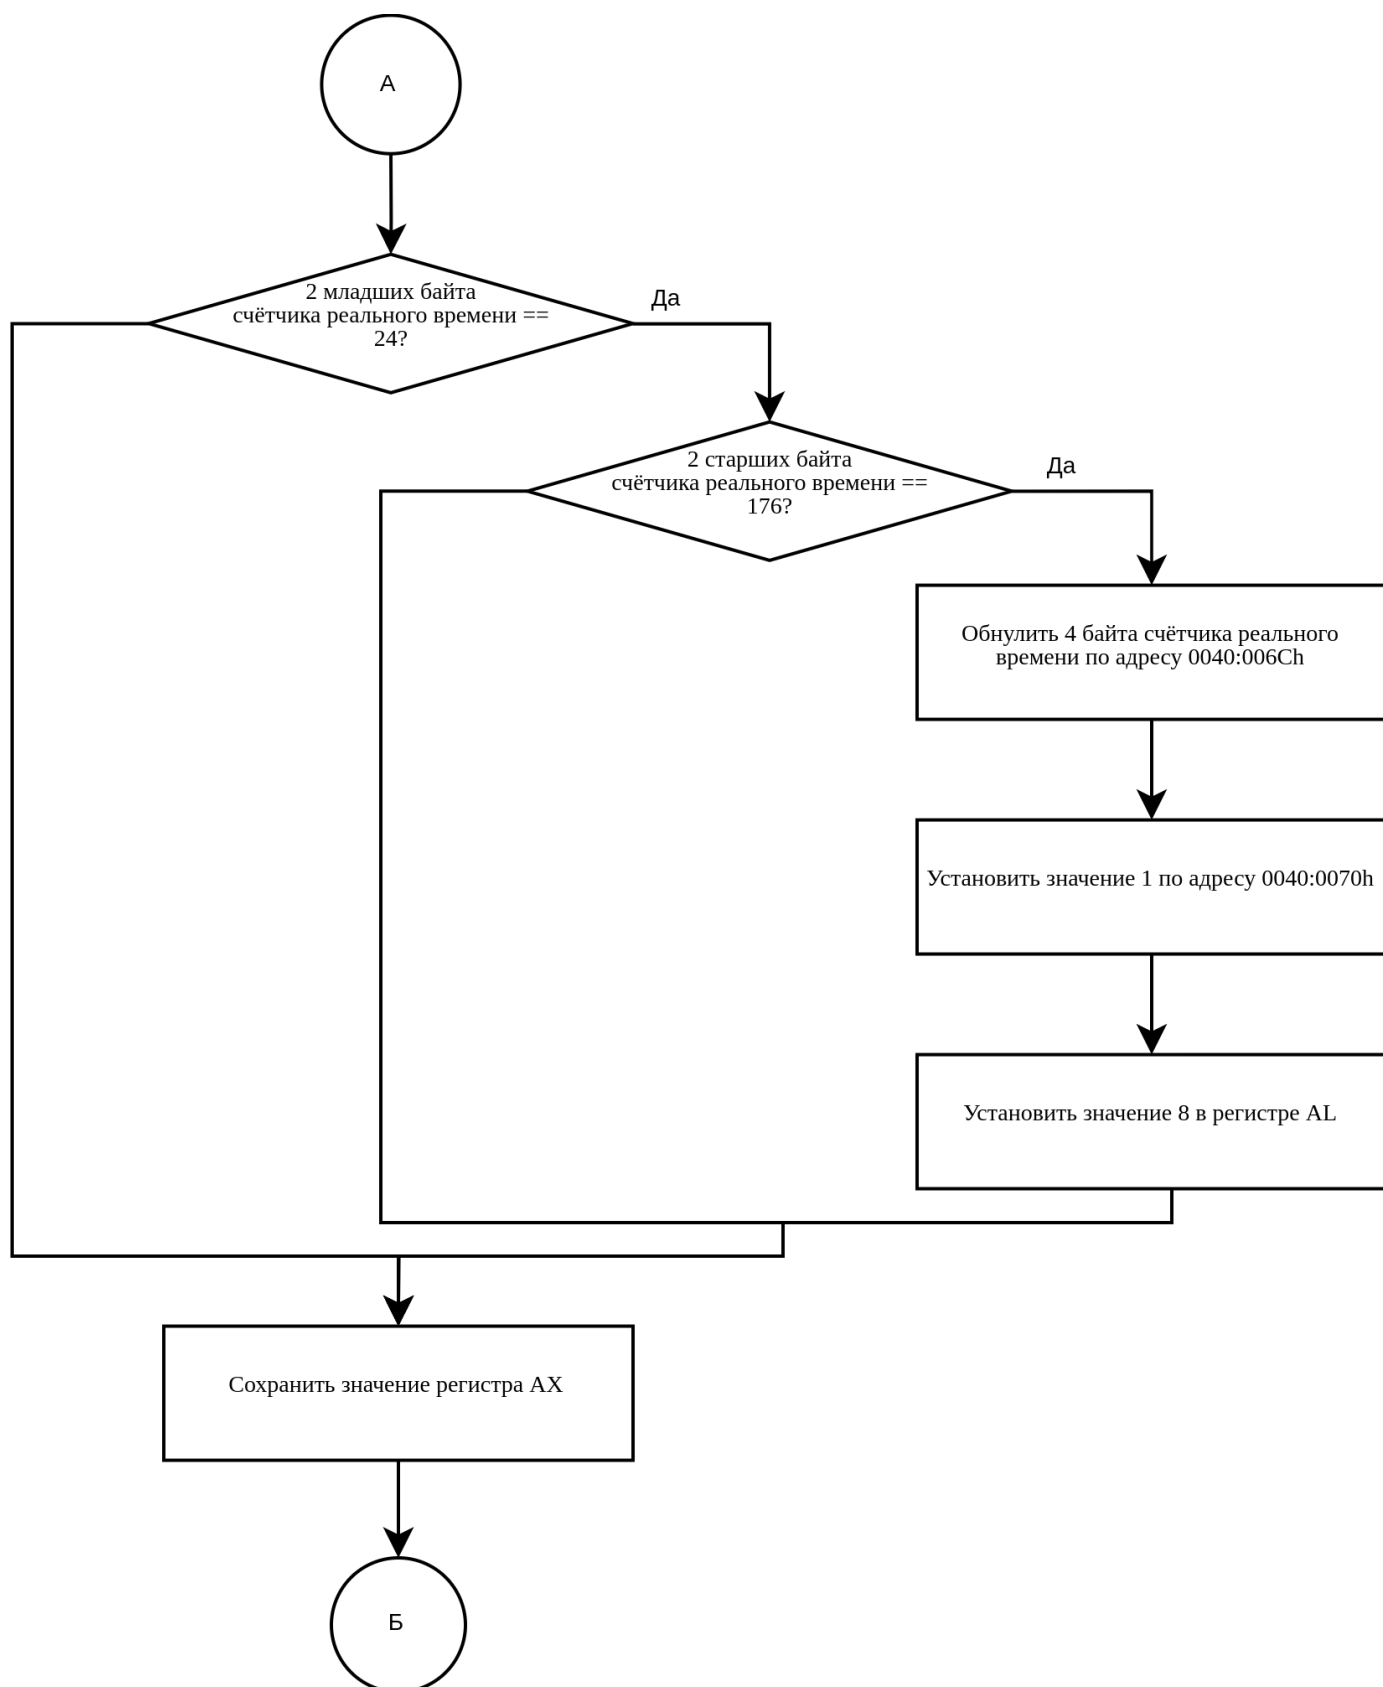 А
2 младших байта
счётчика реального времени ==
24?
Да
2 старших байта
счётчика реального времени ==
176?
Да
Обнулить 4 байта счётчика реального
времени по адресу 0040:006Ch
Установить значение 1 по адресу 0040:0070h
Установить значение 8 в регистре AL
Сохранить значение регистра AX
Б